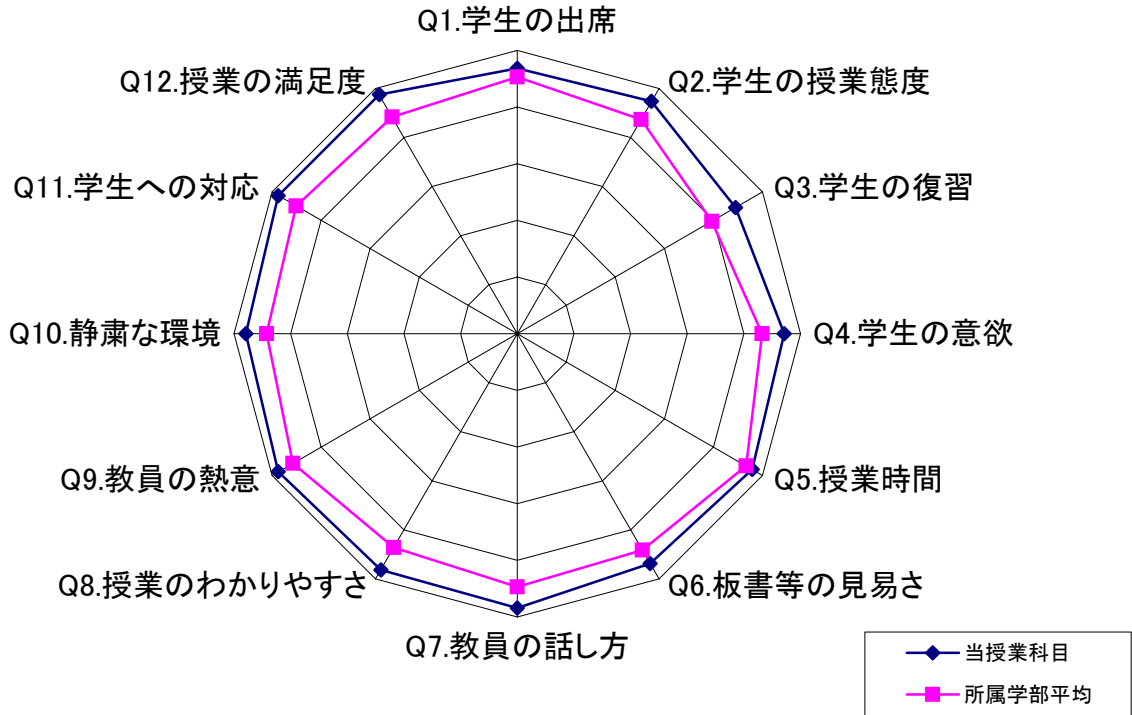 Q1.学生の出席
Q2.学生の授業態度
Q3.学生の復習
Q4.学生の意欲
Q5.授業時間
Q6.板書等の見易さ
Q7.教員の話し方
Q8.授業のわかりやすさ
Q9.教員の熱意
Q10.静粛な環境
Q11.学生への対応
Q12.授業の満足度
当授業科目
所属学部平均